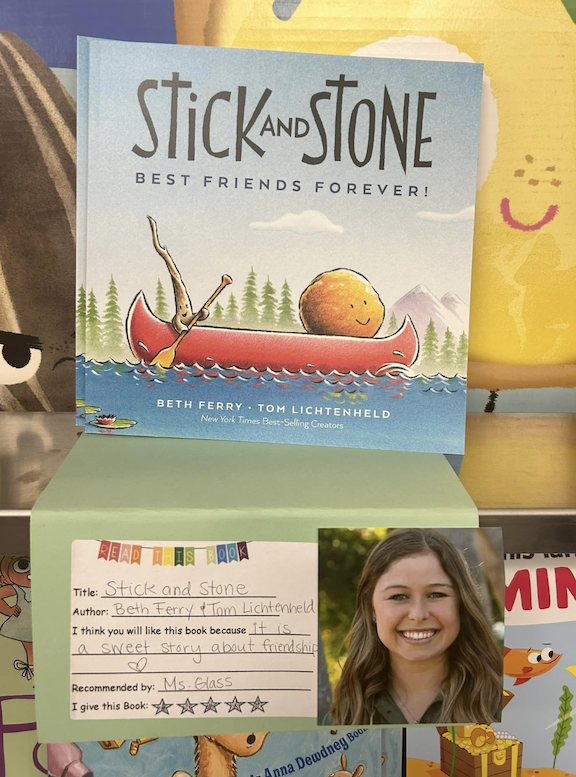 STICK AND STONE
BEST FRIENDS FOREVER!
BETH FERRY • TOM LICHTENHELD
New York Times Best-Selling Creators
READ THIS BOOK
Title: Stick and Stone
Author: Beth Ferry & Tom Lichtenheld
I think you will like this book because It is
a sweet story about friendship
Recommended by: Ms. Glass
I give this Book:
Anna Dewdney